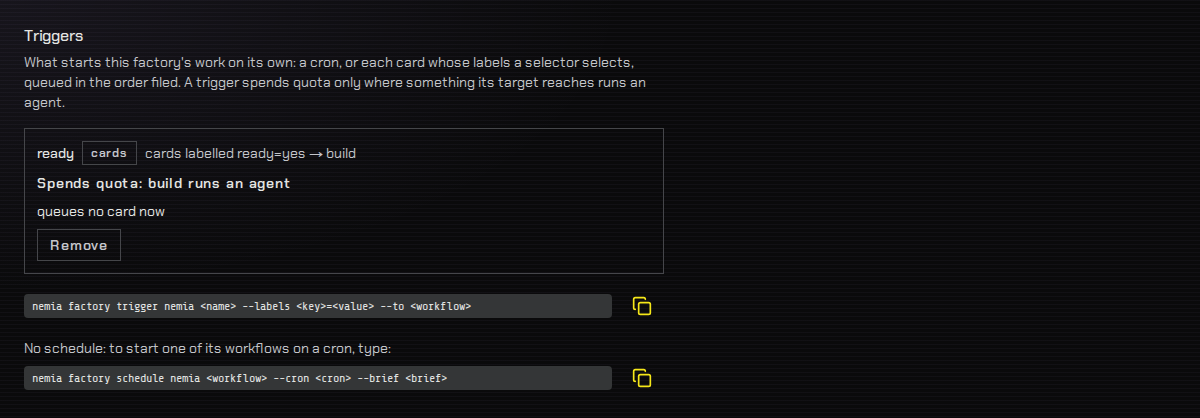 Triggers
What starts this factory's work on its own: a cron, or each card whose labels a selector selects,
queued in the order filed. A trigger spends quota only where something its target reaches runs an
agent.
ready cards cards labelled ready=yes → build
Spends quota: build runs an agent
queues no card now
Remove
nemia factory trigger nemia <name> --labels <key>=<value> --to <workflow>
No schedule: to start one of its workflows on a cron, type:
nemia factory schedule nemia <workflow> --cron <cron> --brief <brief>